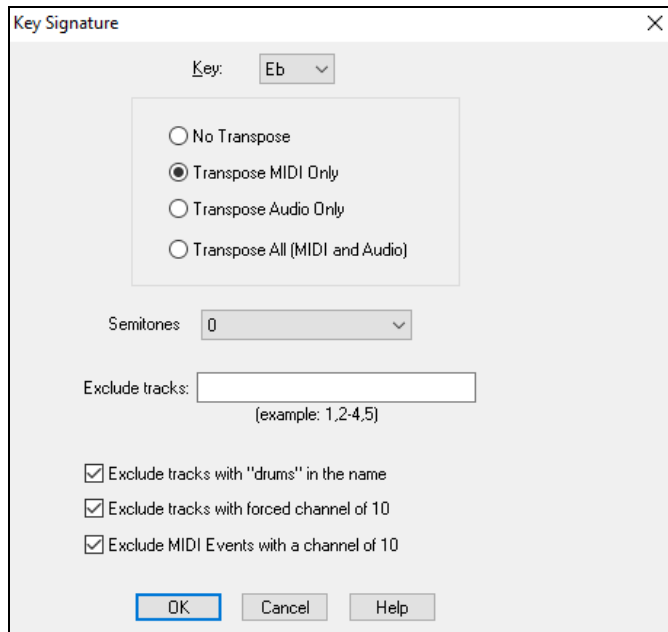 Key Signature
Key: Eb
No Transpose
Transpose MIDI Only
Transpose Audio Only
Transpose All (MIDI and Audio)
Semitones 0
Exclude tracks:
(example: 1,2-4,5)
Exclude tracks with "drums" in the name
Exclude tracks with forced channel of 10
Exclude MIDI Events with a channel of 10
OK Cancel Help